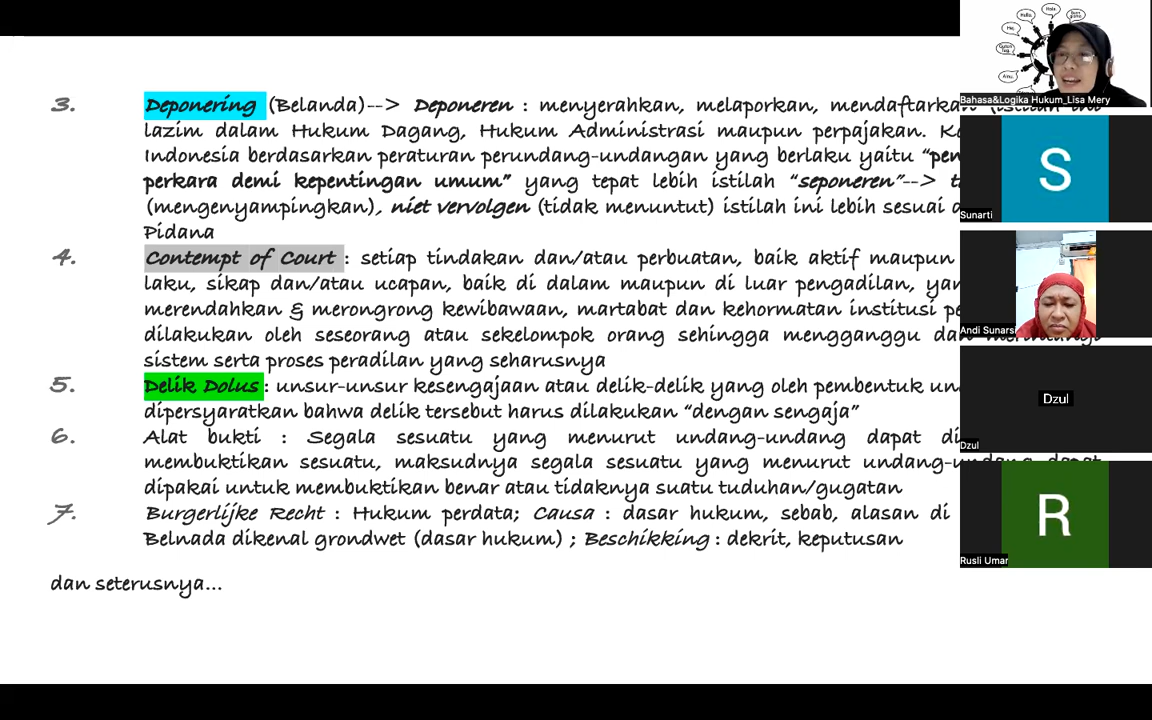 3. Deponering (Belanda)--> Deponeren : menyerahkan, melaporkan, mendaftarkan
lazim dalam Hukum Dagang, Hukum Administrasi maupun perpajakan.
Indonesia berdasarkan peraturan perundang-undangan yang berlaku yaitu
perkara demi kepentingan umum” yang tepat lebih istilah “seponeren”-->
(mengenyampingkan), niet vervolgen (tidak menuntut) istilah ini lebih sesuai
Pidana
4. Contempt of Court : setiap tindakan dan/atau perbuatan, baik aktif maupun
laku, sikap dan/atau ucapan, baik di dalam maupun di luar pengadilan,
merendahkan & merongrong kewibawaan, martabat dan kehormatan institusi
dilakukan oleh seseorang atau sekelompok orang sehingga mengganggu
sistem serta proses peradilan yang seharusnya
5. Delik Dolus : unsur-unsur kesengajaan atau delik-delik yang oleh pembentuk
dipersyaratkan bahwa delik tersebut harus dilakukan “dengan sengaja”
6. Alat bukti : Segala sesuatu yang menurut undang-undang dapat
membuktikan sesuatu, maksudnya segala sesuatu yang menurut undang-undang dapat
dipakai untuk membuktikan benar atau tidaknya suatu tuduhan/gugatan
7. Burgerlijke Recht : Hukum perdata; Causa : dasar hukum, sebab, alasan di
Belnada dikenal grondwet (dasar hukum) ; Beschikking : dekrit, keputusan
dan seterusnya...
Hello.
Hola.
Bahasa&Logika Hukum_Lisa Mery
S
Sunarti
Andi Sunarsi
Dzul
Dzul
R
Rusli Umar